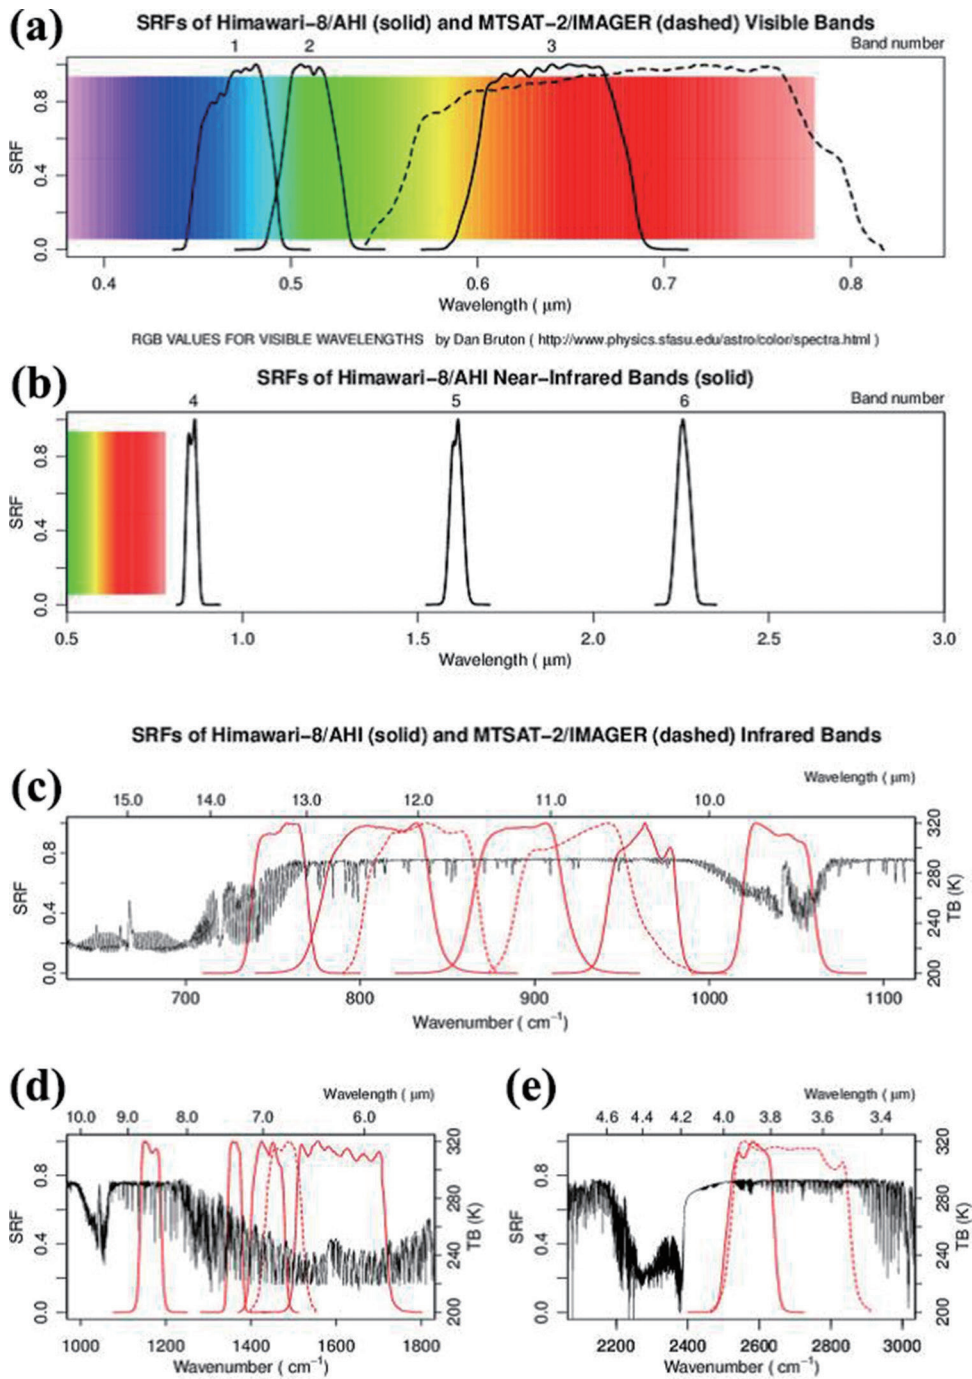 (a)
SRFs of Himawari−8/AHI (solid) and MTSAT−2/IMAGER (dashed) Visible Bands
1 2 3 Band number
SRF
0.0 0.4 0.8
0.4 0.5 0.6 0.7 0.8
Wavelength ( μm)
RGB VALUES FOR VISIBLE WAVELENGTHS by Dan Bruton ( http://www.physics.sfasu.edu/astro/color/spectra.html )
(b)
SRFs of Himawari−8/AHI Near−Infrared Bands (solid)
4 5 6 Band number
SRF
0.0 0.4 0.8
0.5 1.0 1.5 2.0 2.5 3.0
Wavelength ( μm)
SRFs of Himawari−8/AHI (solid) and MTSAT−2/IMAGER (dashed) Infrared Bands
(c)
Wavelength ( μm)
15.0 14.0 13.0 12.0 11.0 10.0
SRF
0.0 0.4 0.8
200 240 280 320
TB (K)
700 800 900 1000 1100
Wavenumber ( cm−1)
(d)
Wavelength ( μm)
10.0 9.0 8.0 7.0 6.0
SRF
0.0 0.4 0.8
200 240 280 320
TB (K)
1000 1200 1400 1600 1800
Wavenumber ( cm−1)
(e)
Wavelength ( μm)
4.6 4.4 4.2 4.0 3.8 3.6 3.4
SRF
0.0 0.4 0.8
200 240 280 320
TB (K)
2200 2400 2600 2800 3000
Wavenumber ( cm−1)